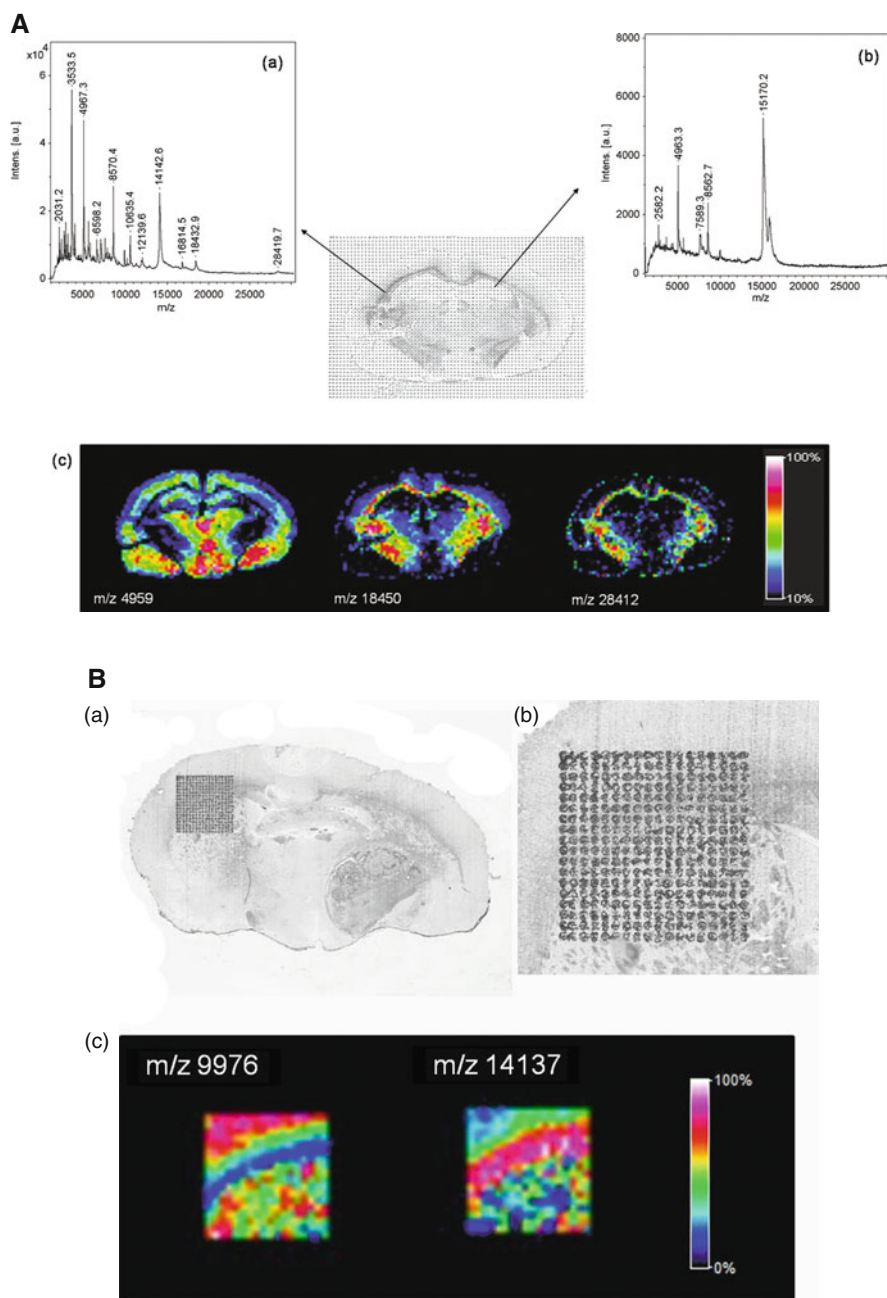 A
x10^4
(a)
6
4
2
0
Intens. [a.u.]
2031.2
3533.5
4967.3
6598.2
8570.4
10635.4
12139.6
14142.6
16814.5
18432.9
28419.7
5000 10000 15000 20000 25000
m/z
(b)
8000
6000
4000
2000
0
Intens. [a.u.]
2582.2
4963.3
7589.3
8562.7
15170.2
5000 10000 15000 20000 25000
m/z
(c)
100%
10%
m/z 4959
m/z 18450
m/z 28412
B
(a)
(b)
(c)
m/z 9976
m/z 14137
100%
0%